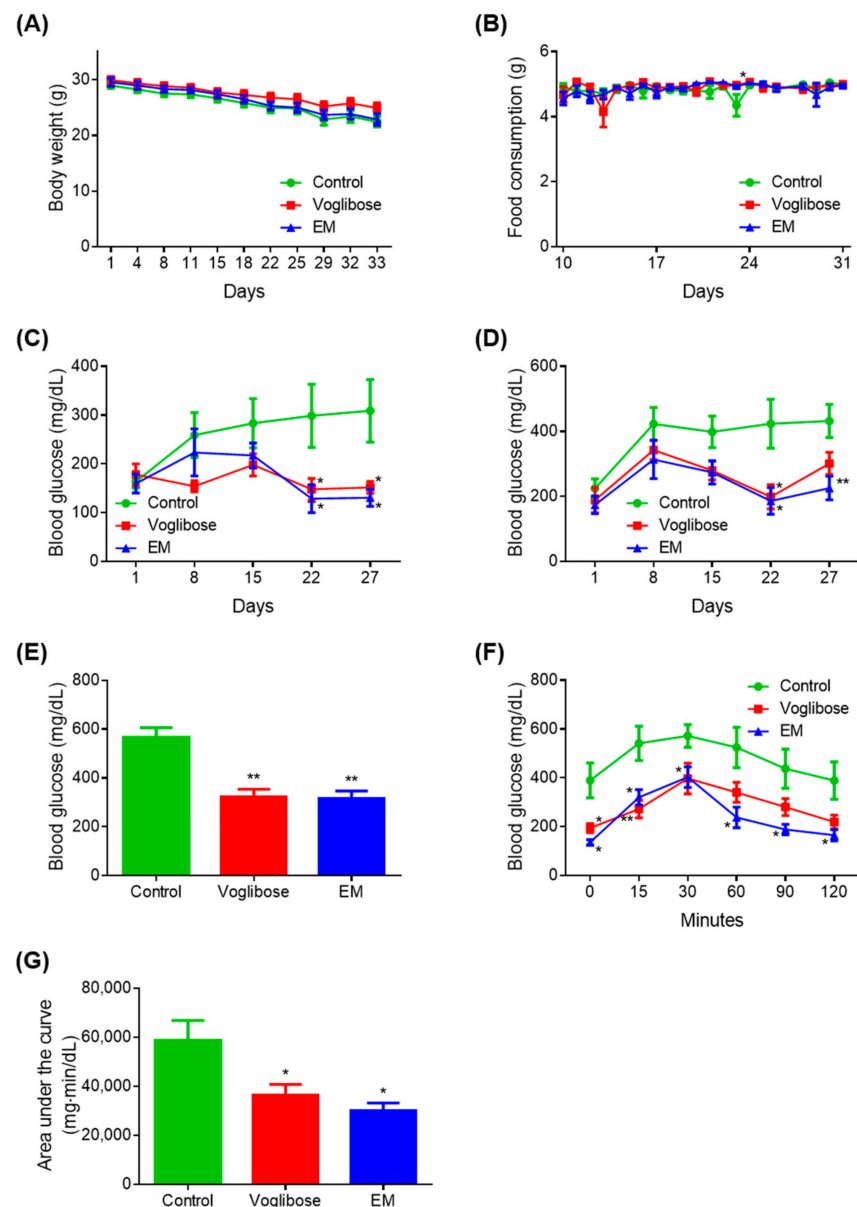 (A)
Body weight (g)
40
30
20
10
0
Control
Voglibose
EM
1 4 8 11 15 18 22 25 29 32 33
Days
(B)
Food consumption (g)
6
4
2
0
*
Control
Voglibose
EM
10 17 24 31
Days
(C)
Blood glucose (mg/dL)
400
300
200
100
0
* *
* *
Control
Voglibose
EM
1 8 15 22 27
Days
(D)
Blood glucose (mg/dL)
600
400
200
0
* **
*
Control
Voglibose
EM
1 8 15 22 27
Days
(E)
Blood glucose (mg/dL)
800
600
400
200
0
** **
Control Voglibose EM
(F)
Blood glucose (mg/dL)
800
600
400
200
0
Control
Voglibose
EM
*
*
* ** * * *
*
0 15 30 60 90 120
Minutes
(G)
Area under the curve
(mg·min/dL)
80,000
60,000
40,000
20,000
0
* *
Control Voglibose EM